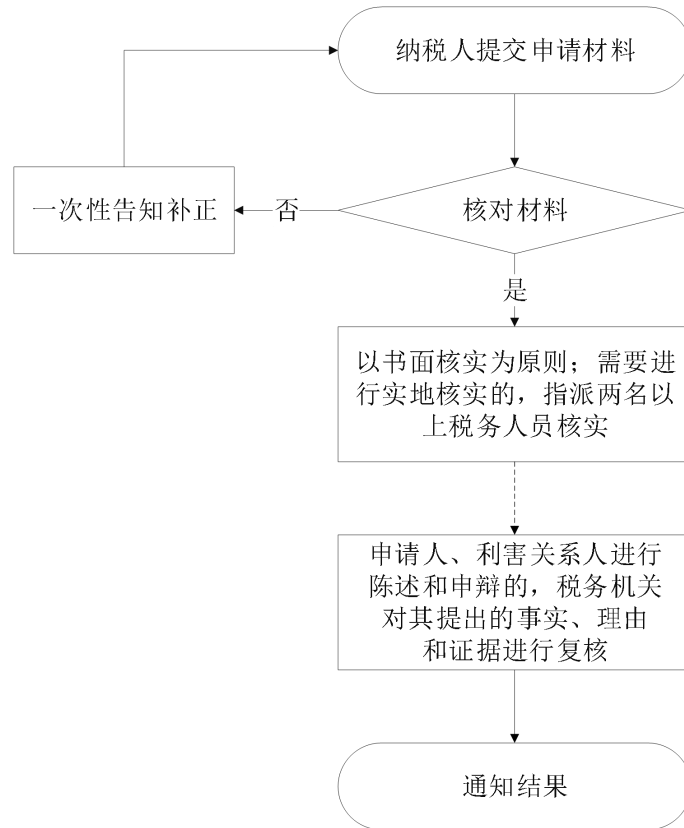 纳税人提交申请材料
一次性告知补正
否
核对材料
是
以书面核实为原则；需要进
行实地核实的，指派两名以
上税务人员核实
申请人、利害关系人进行
陈述和申辩的，税务机关
对其提出的事实、理由
和证据进行复核
通知结果